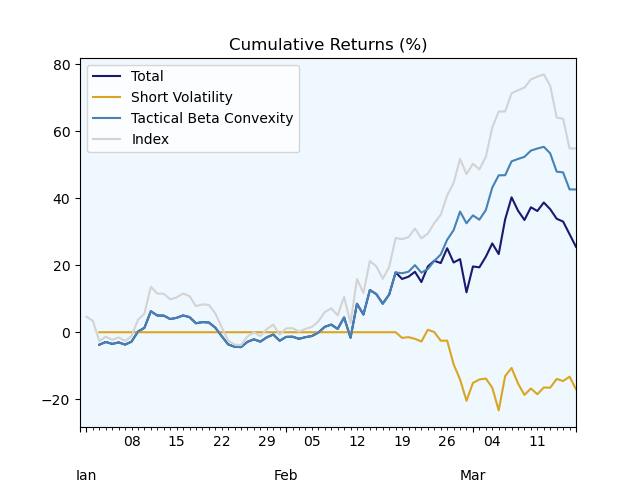 Cumulative Returns (%)
Total
Short Volatility
Tactical Beta Convexity
Index
80
60
40
20
0
−20
08 15 22 29 05 12 19 26 04 11
Jan Feb Mar